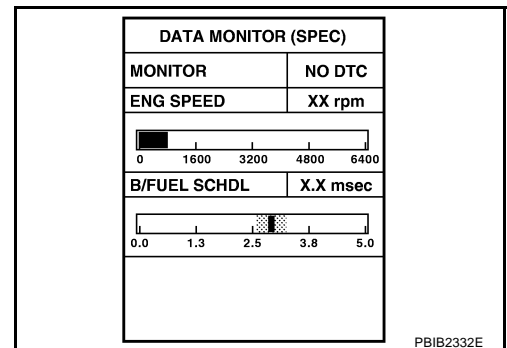 DATA MONITOR (SPEC)
MONITOR NO DTC
ENG SPEED XX rpm
0 1600 3200 4800 6400
B/FUEL SCHDL X.X msec
0.0 1.3 2.5 3.8 5.0
PBIB2332E